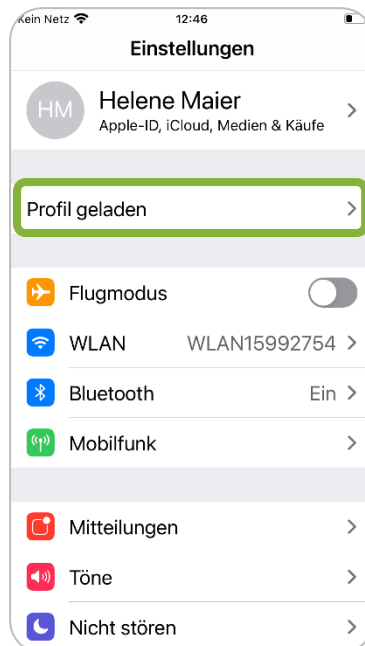 Kein Netz 12:46
Einstellungen
HM
Helene Maier
Apple-ID, iCloud, Medien & Käufe
Profil geladen
Flugmodus
WLAN WLAN15992754
Bluetooth Ein
Mobilfunk
Mitteilungen
Töne
Nicht stören